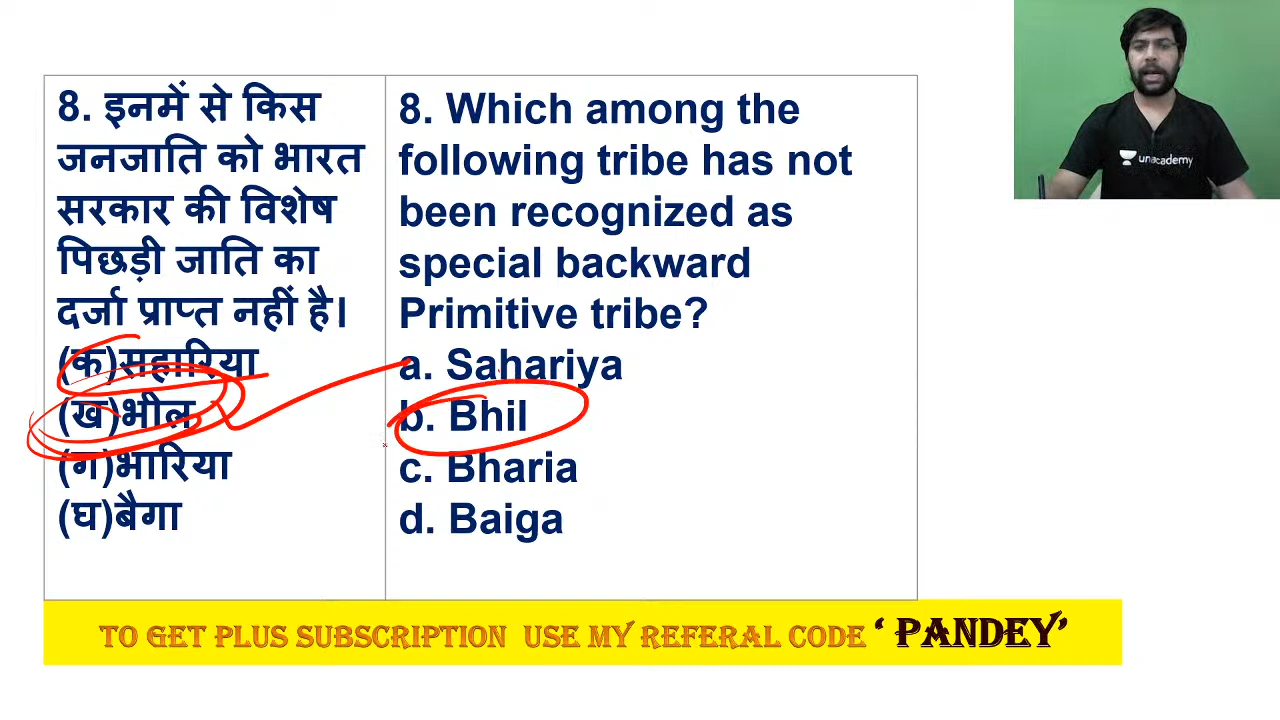 8. इनमें से किस
जनजाति को भारत
सरकार की विशेष
पिछड़ी जाति का
दर्जा प्राप्त नहीं है।
(क)सहारिया
(ख)भील
(ग)भारिया
(घ)बैगा
8. Which among the
following tribe has not
been recognized as
special backward
Primitive tribe?
a. Sahariya
b. Bhil
c. Bharia
d. Baiga
unacademy
TO GET PLUS SUBSCRIPTION USE MY REFERAL CODE ‘ PANDEY’